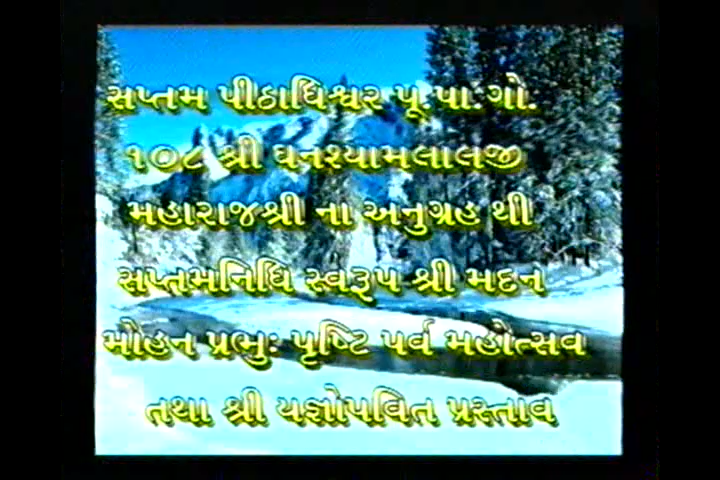 સપ્તમ પીઠાધિશ્વર પૂ.પા.ગો.
૧૦૮ શ્રી ઘનશ્યામલાલજી
મહારાજશ્રી ના અનુગ્રહ થી
સપ્તમનિધિ સ્વરૂપ શ્રી મદન
મોહન પ્રભુઃ પૃષ્ટિ પર્વ મહોત્સવ
તથા શ્રી યજ્ઞોપવિત પ્રસ્તાવ